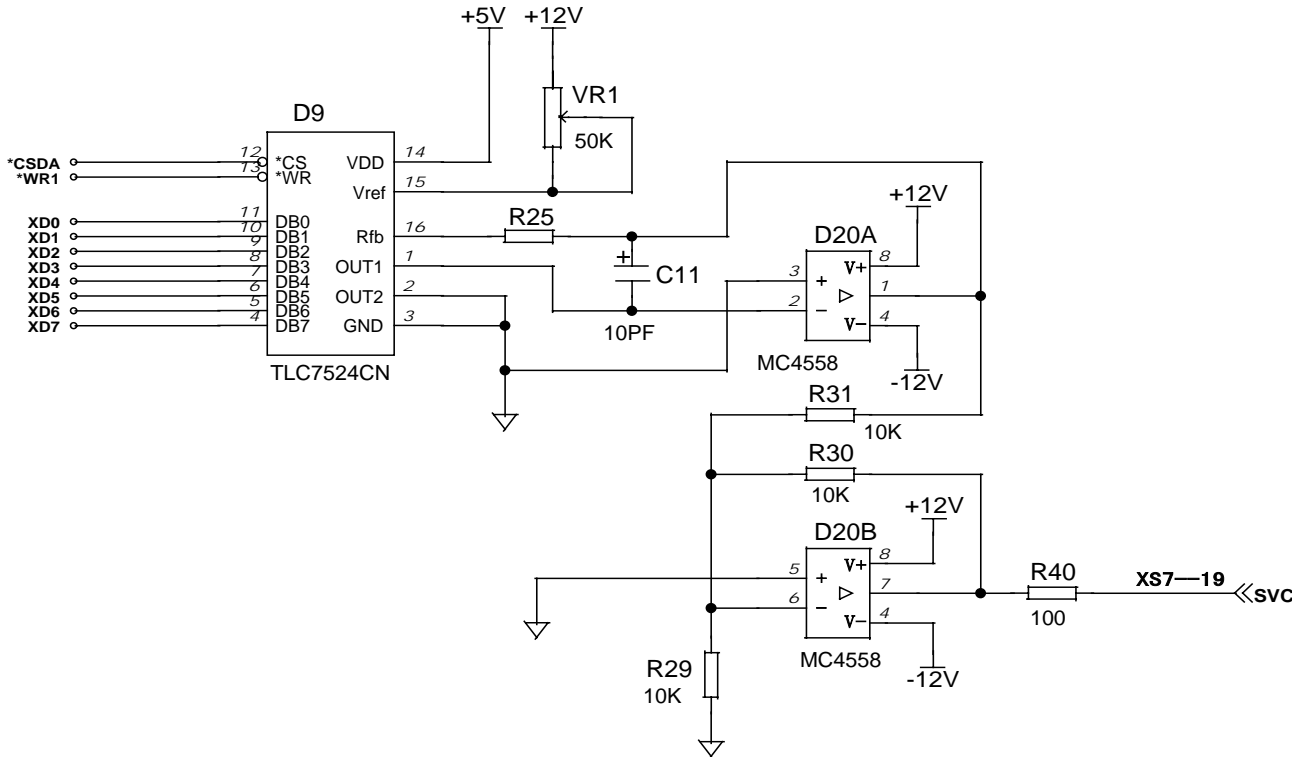 +5V +12V
D9
VR1
50K
*CSDA 12 *CS VDD 14
*WR1 13 *WR
Vref 15
XD0 11 DB0 Rfb 16 R25
XD1 10 DB1
XD2 9 DB2
XD3 8 DB3 OUT1 1
XD4 7 DB4
XD5 6 DB5 OUT2 2
XD6 5 DB6
XD7 4 DB7 GND 3
TLC7524CN
+ C11
10PF
+12V
D20A
3 + V+ 8
1
2 − V− 4
MC4558
-12V
R31
10K
R30
10K
+12V
D20B
5 + V+ 8
6 − 7
V− 4
MC4558
-12V
R40
100
XS7—19
SVC
R29
10K